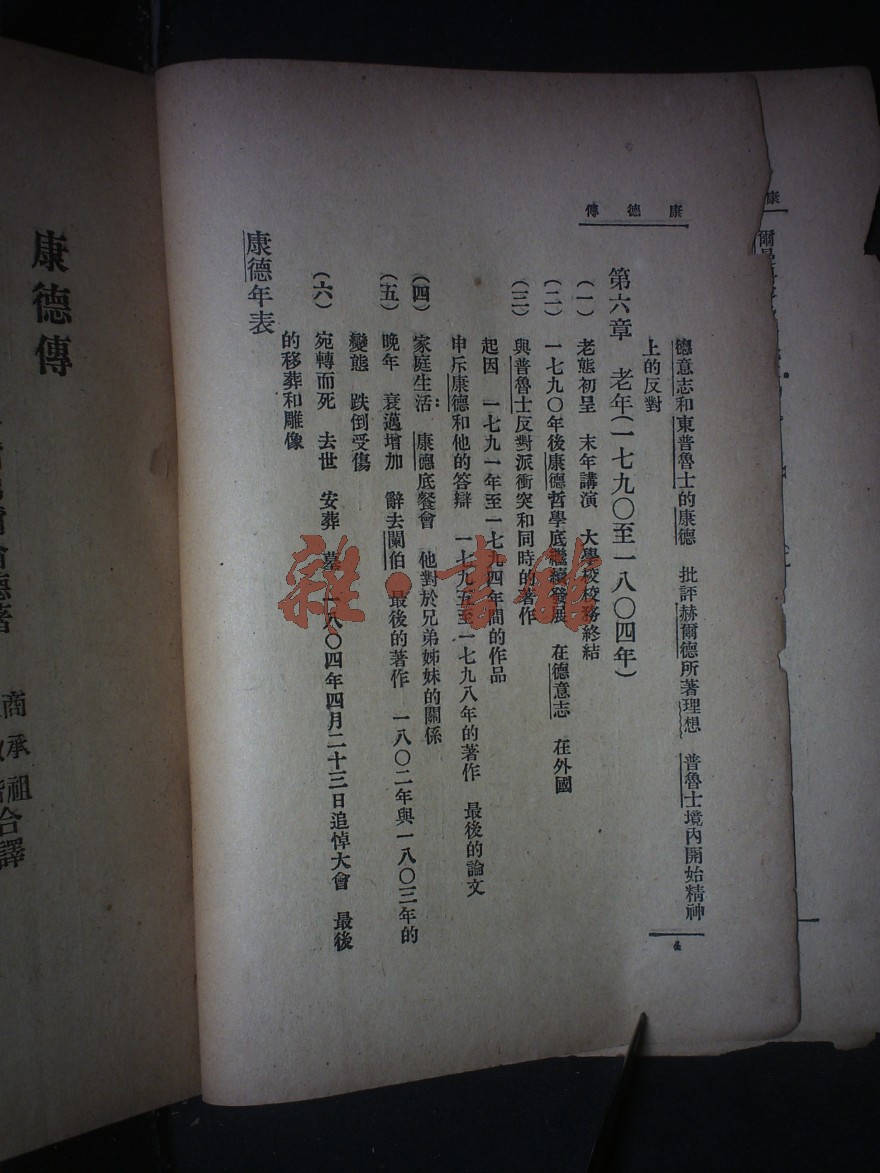 康德傳
德意志和東普魯士的康德　批評赫爾德所著理想　普魯士境內開始精神
上的反對
第六章　老年(一七九〇至一八〇四年)
(一)　老態初呈　末年講演　大學校校務終結
(二)　一七九〇年後康德哲學底繼續發展　在德意志　在外國
(三)　與普魯士反對派衝突和同時的著作
起因　一七九一年至一七九四年間的作品
申斥康德和他的答辯　一七九五至一七九八年的著作　最後的論文
(四)　家庭生活：康德底餐會　他對於兄弟姊妹的關係
(五)　晚年　衰邁增加　辭去闌伯　最後的著作　一八〇二年與一八〇三年的
變態　跌倒受傷
(六)　宛轉而死　去世　安葬　墓　一八〇四年四月二十三日追悼大會　最後
的移葬和雕像
康德年表
康德傳
商承祖
合譯
雜·書館